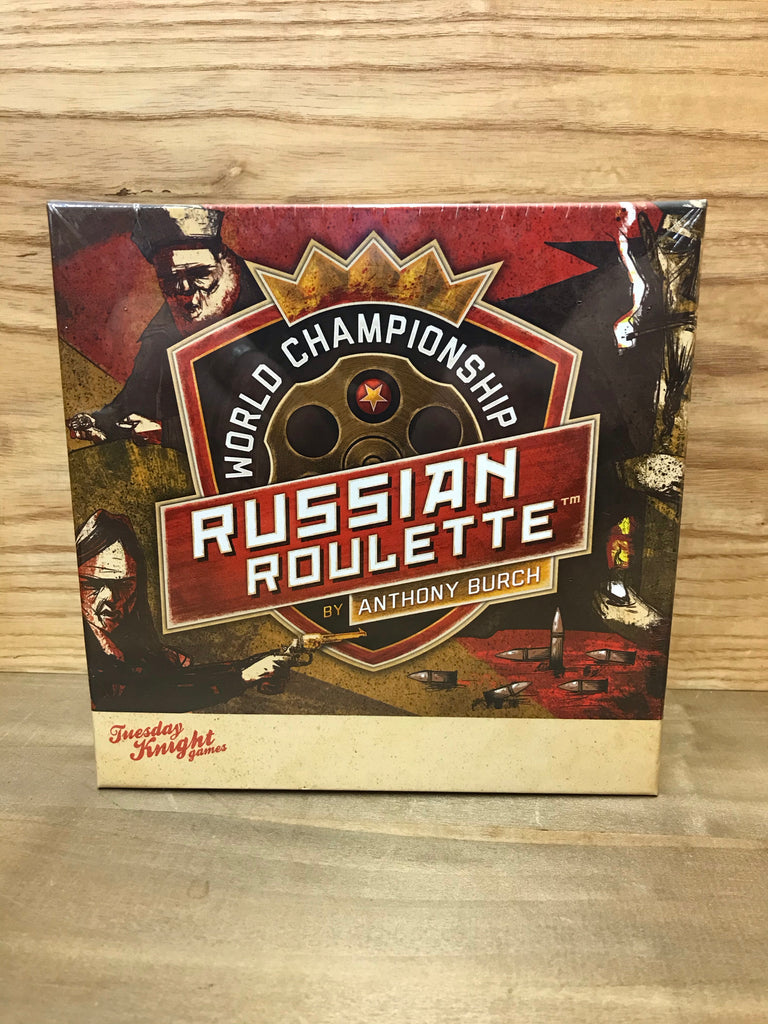 WORLD CHAMPIONSHIP
RUSSIAN
ROULETTE™
BY ANTHONY BURCH
Tuesday
Knight
games